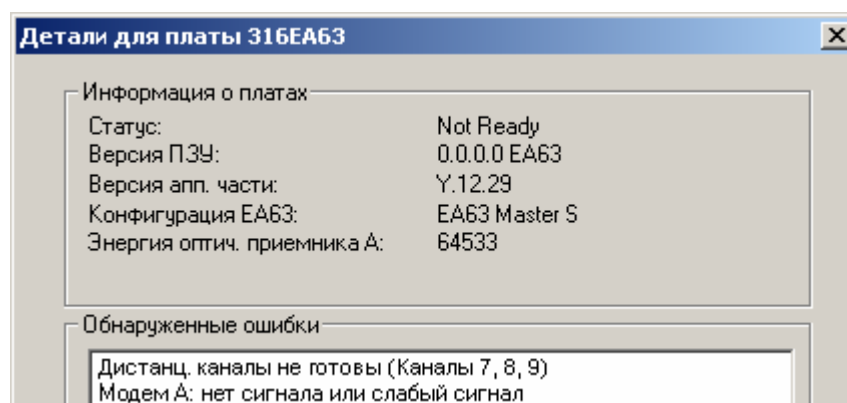 Детали для платы 316EA63
Информация о платах
Статус: Not Ready
Версия ПЗУ: 0.0.0.0 EA63
Версия апп. части: Y.12.29
Конфигурация EA63: EA63 Master S
Энергия оптич. приемника A: 64533
Обнаруженные ошибки
Дистанц. каналы не готовы (Каналы 7, 8, 9)
Модем A: нет сигнала или слабый сигнал